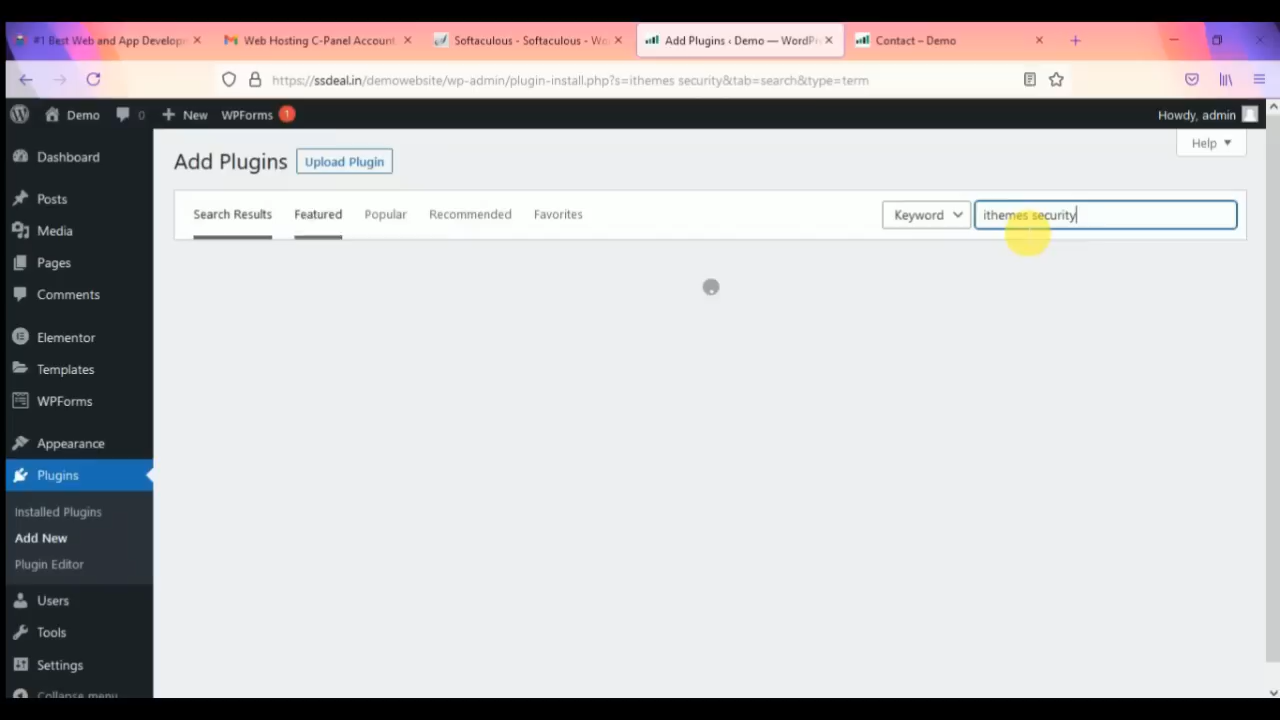 #1 Best Web and App Develop
Web Hosting C-Panel Account
Softaculous - Softaculous - Wo
Add Plugins ‹ Demo — WordPr
Contact – Demo
https://ssdeal.in/demowebsite/wp-admin/plugin-install.php?s=ithemes security&tab=search&type=term
Demo 0 New WPForms 1 Howdy, admin
Help
Add Plugins Upload Plugin
Search Results Featured Popular Recommended Favorites Keyword ithemes security
Dashboard
Posts
Media
Pages
Comments
Elementor
Templates
WPForms
Appearance
Plugins
Installed Plugins
Add New
Plugin Editor
Users
Tools
Settings
Collapse menu